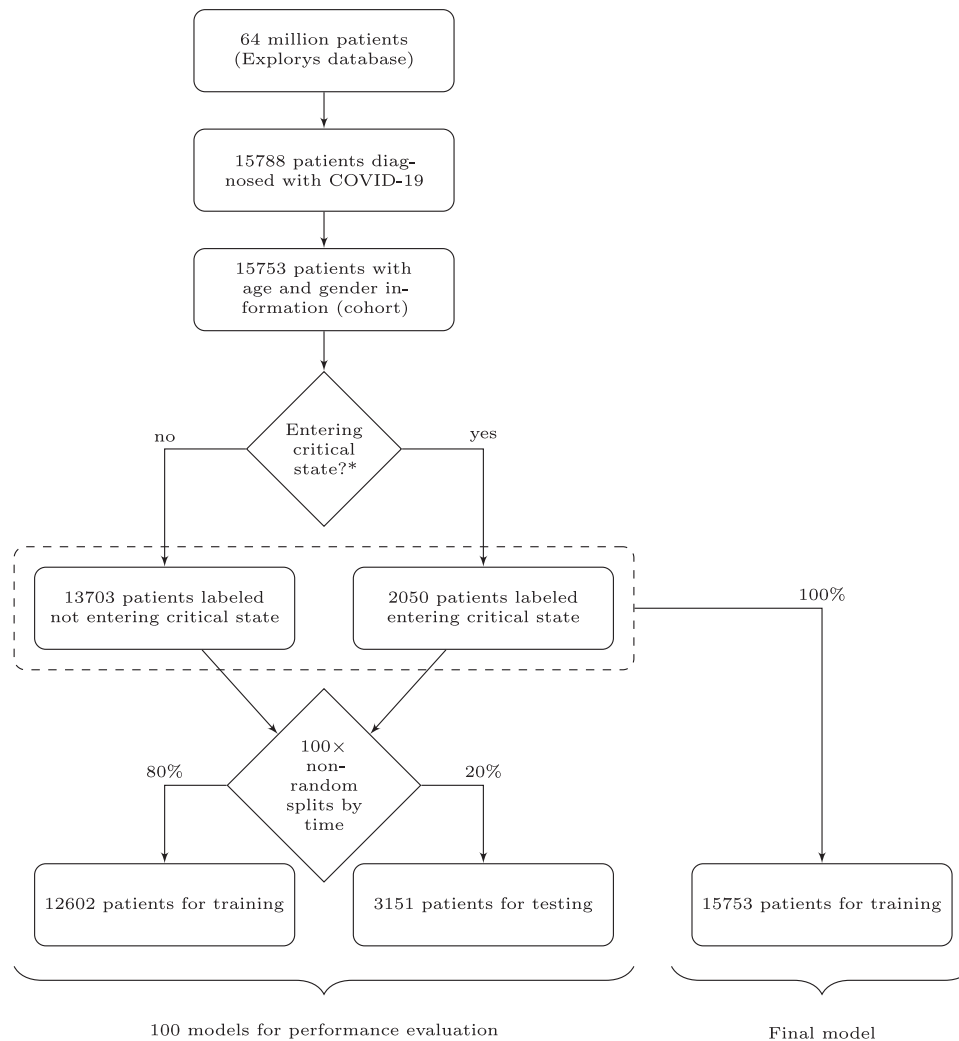 64 million patients
(Explorys database)
15788 patients diag-
nosed with COVID-19
15753 patients with
age and gender in-
formation (cohort)
Entering
critical
state?*
no
yes
13703 patients labeled
not entering critical state
2050 patients labeled
entering critical state
100%
100×
non-
random
splits by
time
80%
20%
12602 patients for training
3151 patients for testing
15753 patients for training
100 models for performance evaluation
Final model